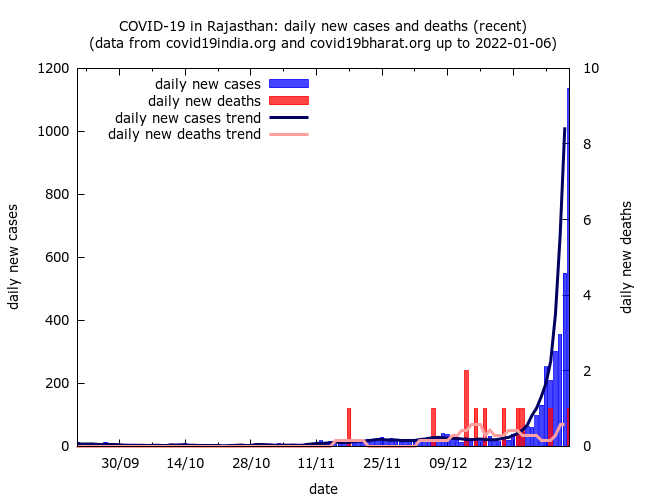 COVID-19 in Rajasthan: daily new cases and deaths (recent)
(data from covid19india.org and covid19bharat.org up to 2022-01-06)
daily new cases
daily new deaths
daily new cases trend
daily new deaths trend
1200
1000
800
600
400
200
0
daily new cases
10
8
6
4
2
0
daily new deaths
30/09 14/10 28/10 11/11 25/11 09/12 23/12
date